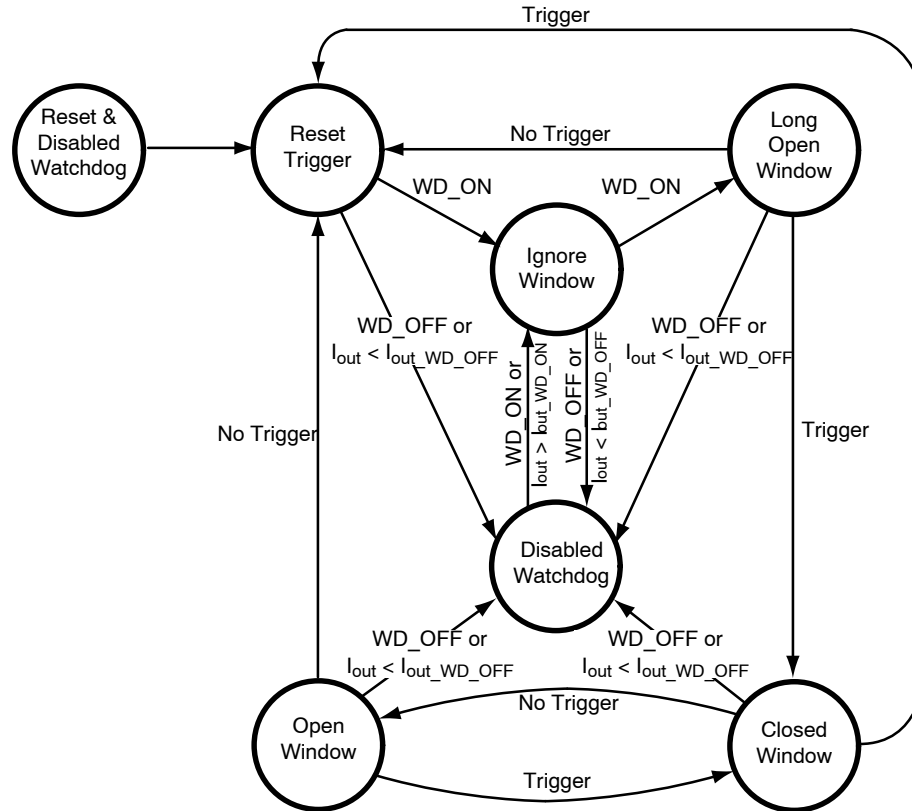 Trigger
Reset &
Disabled
Watchdog
Reset
Trigger
No Trigger
Long
Open
Window
WD_ON
WD_ON
Ignore
Window
WD_OFF or
Iout < Iout_WD_OFF
WD_ON or
Iout > Iout_WD_ON
WD_OFF or
Iout < Iout_WD_OFF
WD_OFF or
Iout < Iout_WD_OFF
No Trigger
Trigger
Disabled
Watchdog
WD_OFF or
Iout < Iout_WD_OFF
WD_OFF or
Iout < Iout_WD_OFF
No Trigger
Open
Window
Closed
Window
Trigger